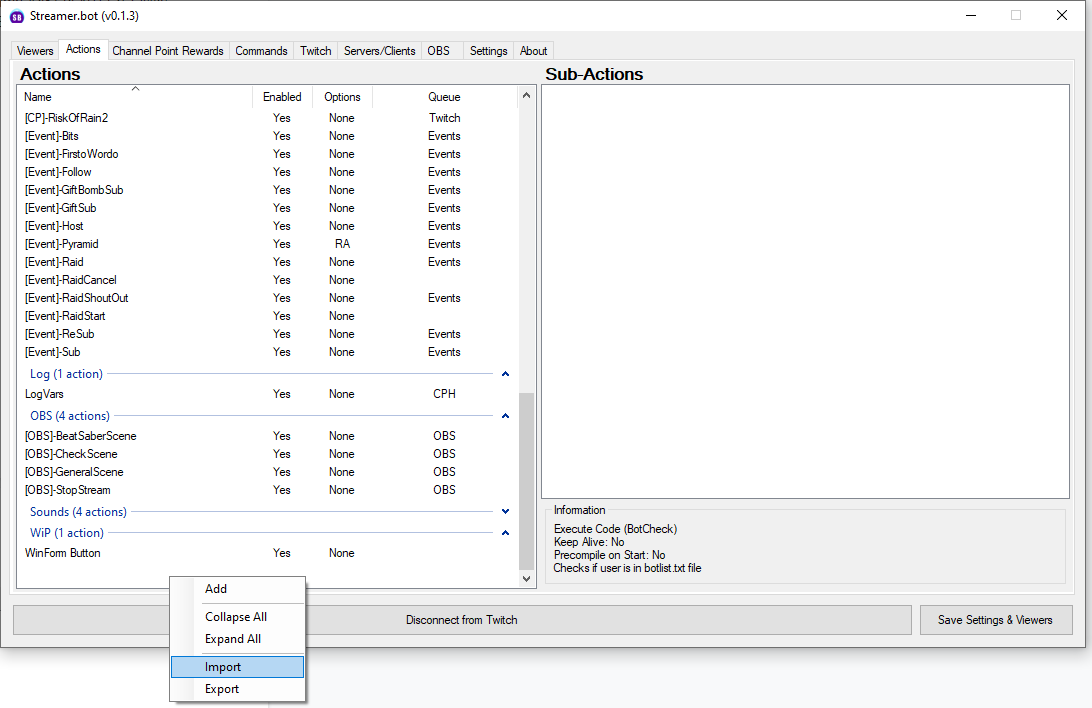 SB Streamer.bot (v0.1.3)
Viewers Actions Channel Point Rewards Commands Twitch Servers/Clients OBS Settings About
Actions
Name Enabled Options Queue
[CP]-RiskOfRain2 Yes None Twitch
[Event]-Bits Yes None Events
[Event]-FirstoWordo Yes None Events
[Event]-Follow Yes None Events
[Event]-GiftBombSub Yes None Events
[Event]-GiftSub Yes None Events
[Event]-Host Yes None Events
[Event]-Pyramid Yes RA Events
[Event]-Raid Yes None Events
[Event]-RaidCancel Yes None
[Event]-RaidShoutOut Yes None Events
[Event]-RaidStart Yes None
[Event]-ReSub Yes None Events
[Event]-Sub Yes None Events
Log (1 action)
LogVars Yes None CPH
OBS (4 actions)
[OBS]-BeatSaberScene Yes None OBS
[OBS]-CheckScene Yes None OBS
[OBS]-GeneralScene Yes None OBS
[OBS]-StopStream Yes None OBS
Sounds (4 actions)
WiP (1 action)
WinForm Button Yes None
Sub-Actions
Information
Execute Code (BotCheck)
Keep Alive: No
Precompile on Start: No
Checks if user is in botlist.txt file
Add
Collapse All
Expand All
Import
Export
Disconnect from Twitch
Save Settings & Viewers